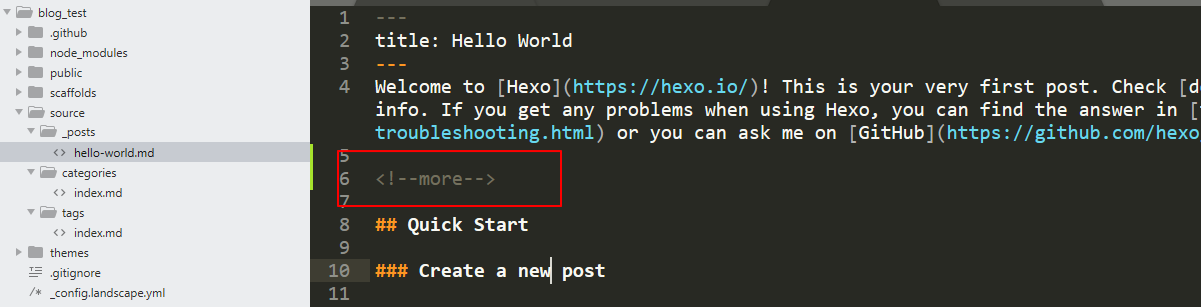 blog_test
.github
node_modules
public
scaffolds
source
_posts
<> hello-world.md
categories
<> index.md
tags
<> index.md
themes
.gitignore
/* _config.landscape.yml
1 ---
2 title: Hello World
3 ---
4 Welcome to [Hexo](https://hexo.io/)! This is your very first post. Check [d
info. If you get any problems when using Hexo, you can find the answer in [
troubleshooting.html) or you can ask me on [GitHub](https://github.com/hexo
5
6 <!--more-->
7
8 ## Quick Start
9
10 ### Create a new post
11